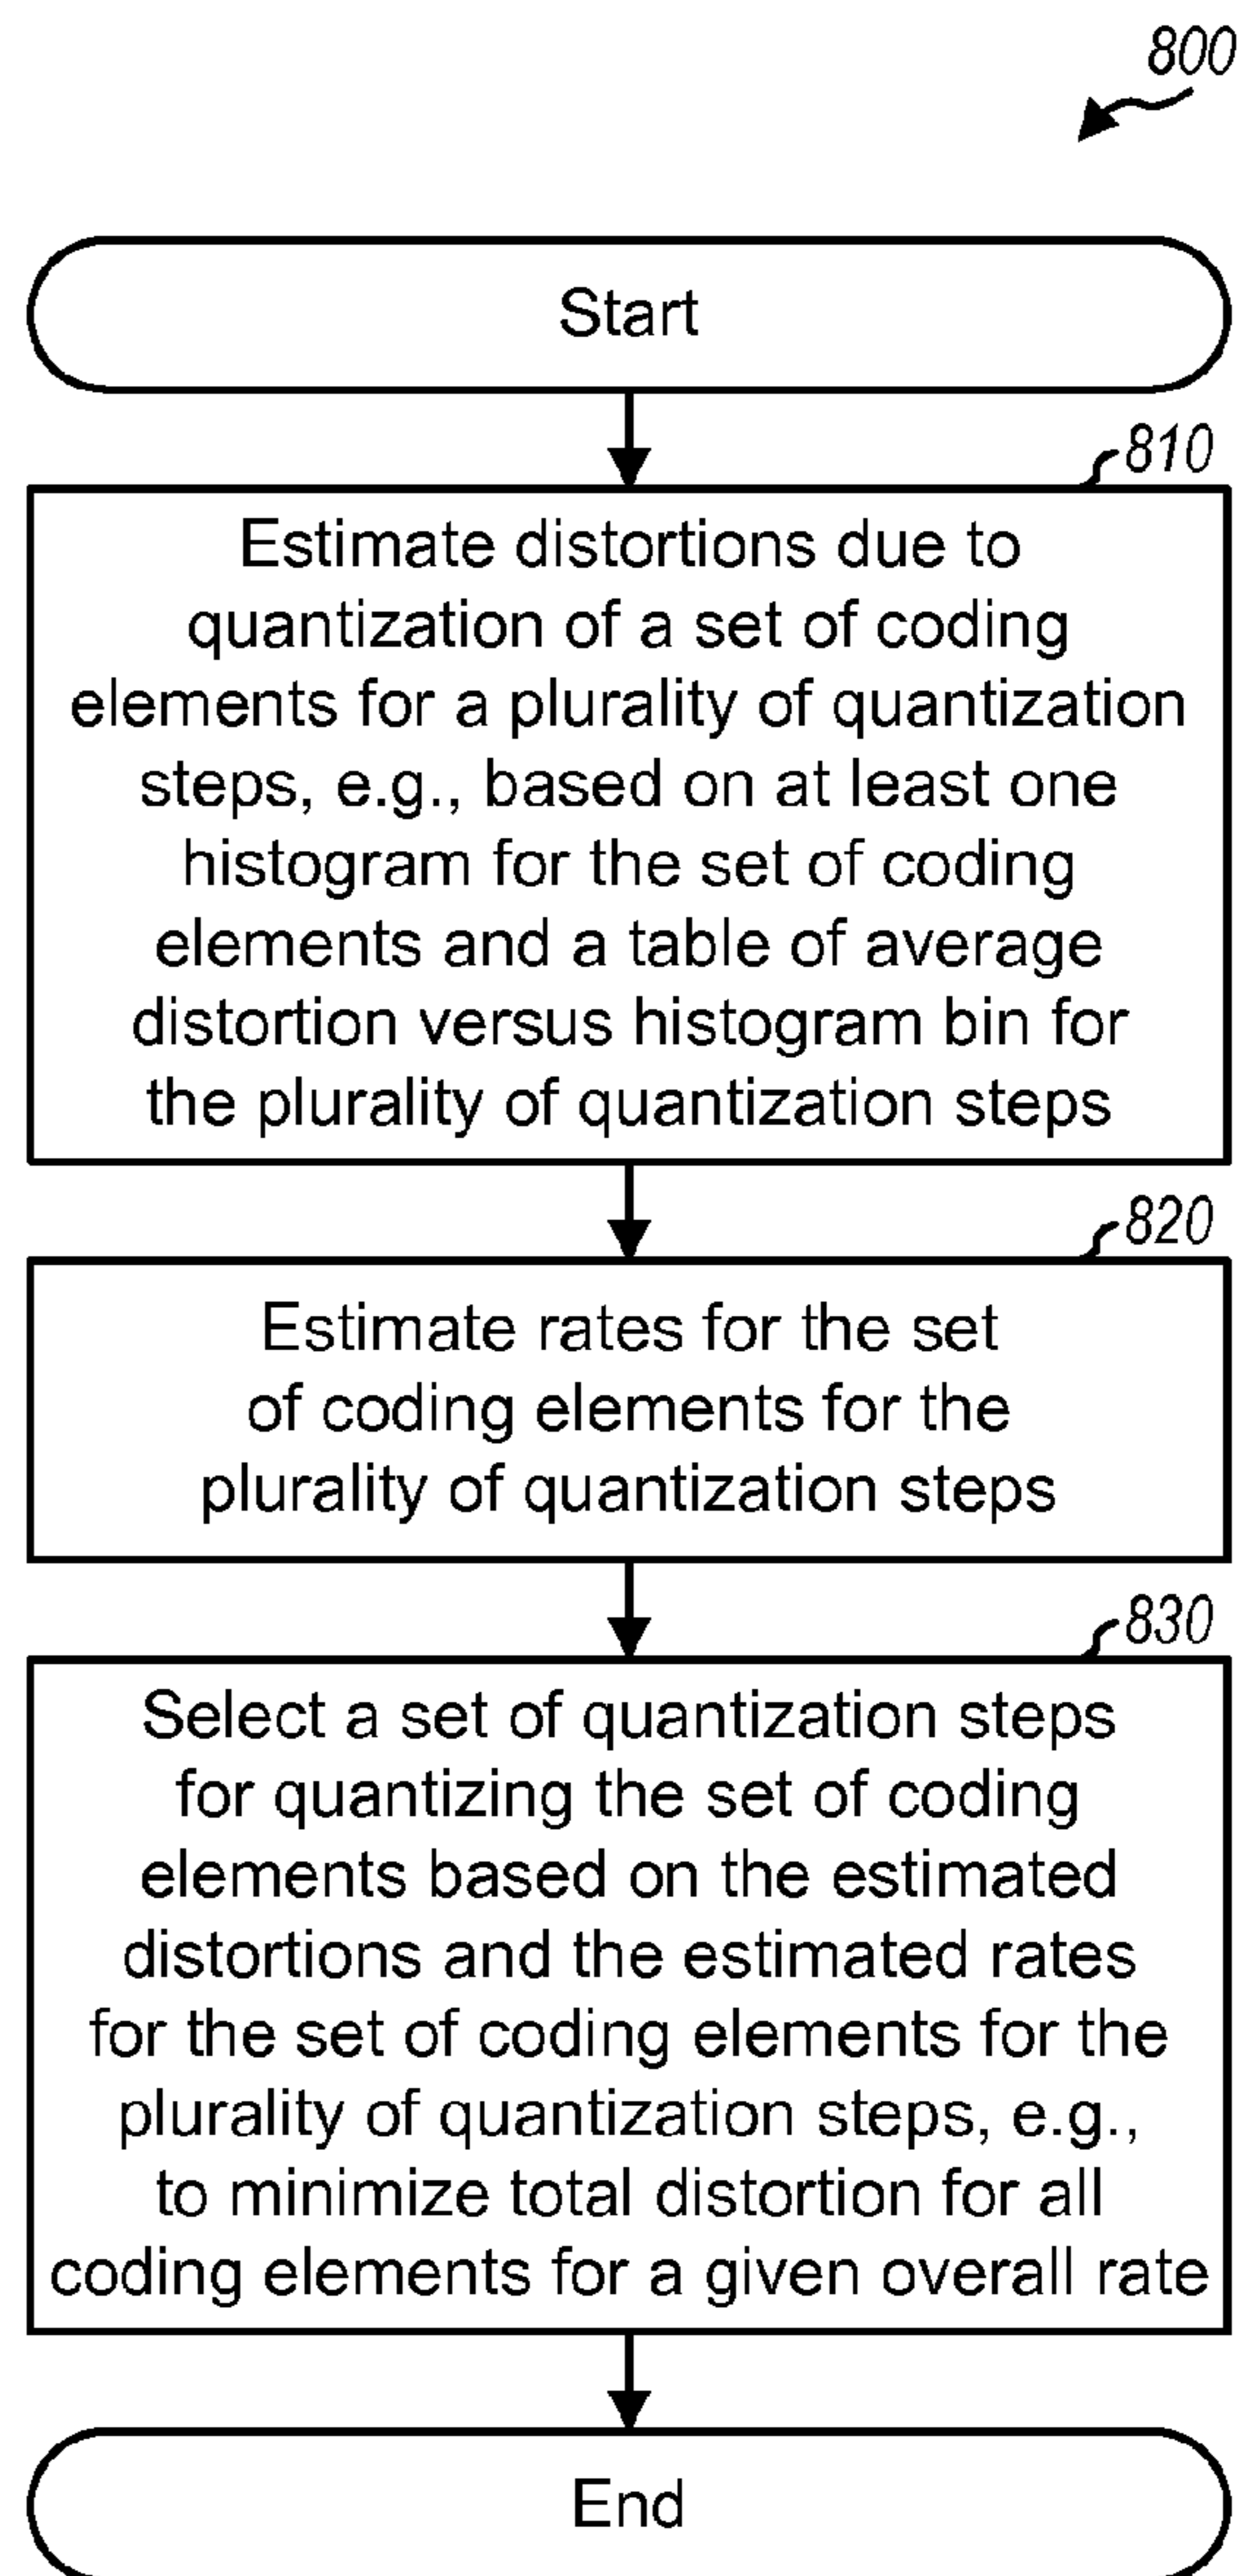 800
Start
810
Estimate distortions due to
quantization of a set of coding
elements for a plurality of quantization
steps, e.g., based on at least one
histogram for the set of coding
elements and a table of average
distortion versus histogram bin for
the plurality of quantization steps
820
Estimate rates for the set
of coding elements for the
plurality of quantization steps
830
Select a set of quantization steps
for quantizing the set of coding
elements based on the estimated
distortions and the estimated rates
for the set of coding elements for the
plurality of quantization steps, e.g.,
to minimize total distortion for all
coding elements for a given overall rate
End